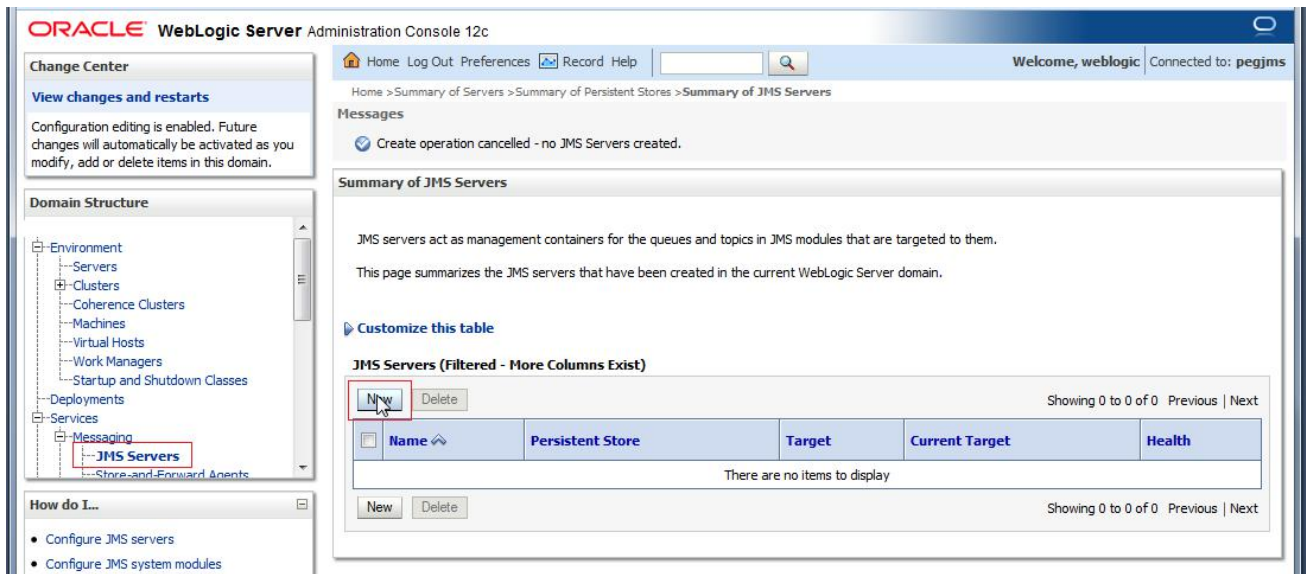 ORACLE WebLogic Server Administration Console 12c
Change Center
View changes and restarts
Configuration editing is enabled. Future
changes will automatically be activated as you
modify, add or delete items in this domain.
Domain Structure
Environment
Servers
Clusters
Coherence Clusters
Machines
Virtual Hosts
Work Managers
Startup and Shutdown Classes
Deployments
Services
Messaging
JMS Servers
Store-and-Forward Agents
How do I...
Configure JMS servers
Configure JMS system modules
Home Log Out Preferences Record Help
Welcome, weblogic Connected to: pegjms
Home >Summary of Servers >Summary of Persistent Stores >Summary of JMS Servers
Messages
Create operation cancelled - no JMS Servers created.
Summary of JMS Servers
JMS servers act as management containers for the queues and topics in JMS modules that are targeted to them.
This page summarizes the JMS servers that have been created in the current WebLogic Server domain.
Customize this table
JMS Servers (Filtered - More Columns Exist)
New Delete Showing 0 to 0 of 0 Previous | Next
Name Persistent Store Target Current Target Health
There are no items to display
New Delete Showing 0 to 0 of 0 Previous | Next